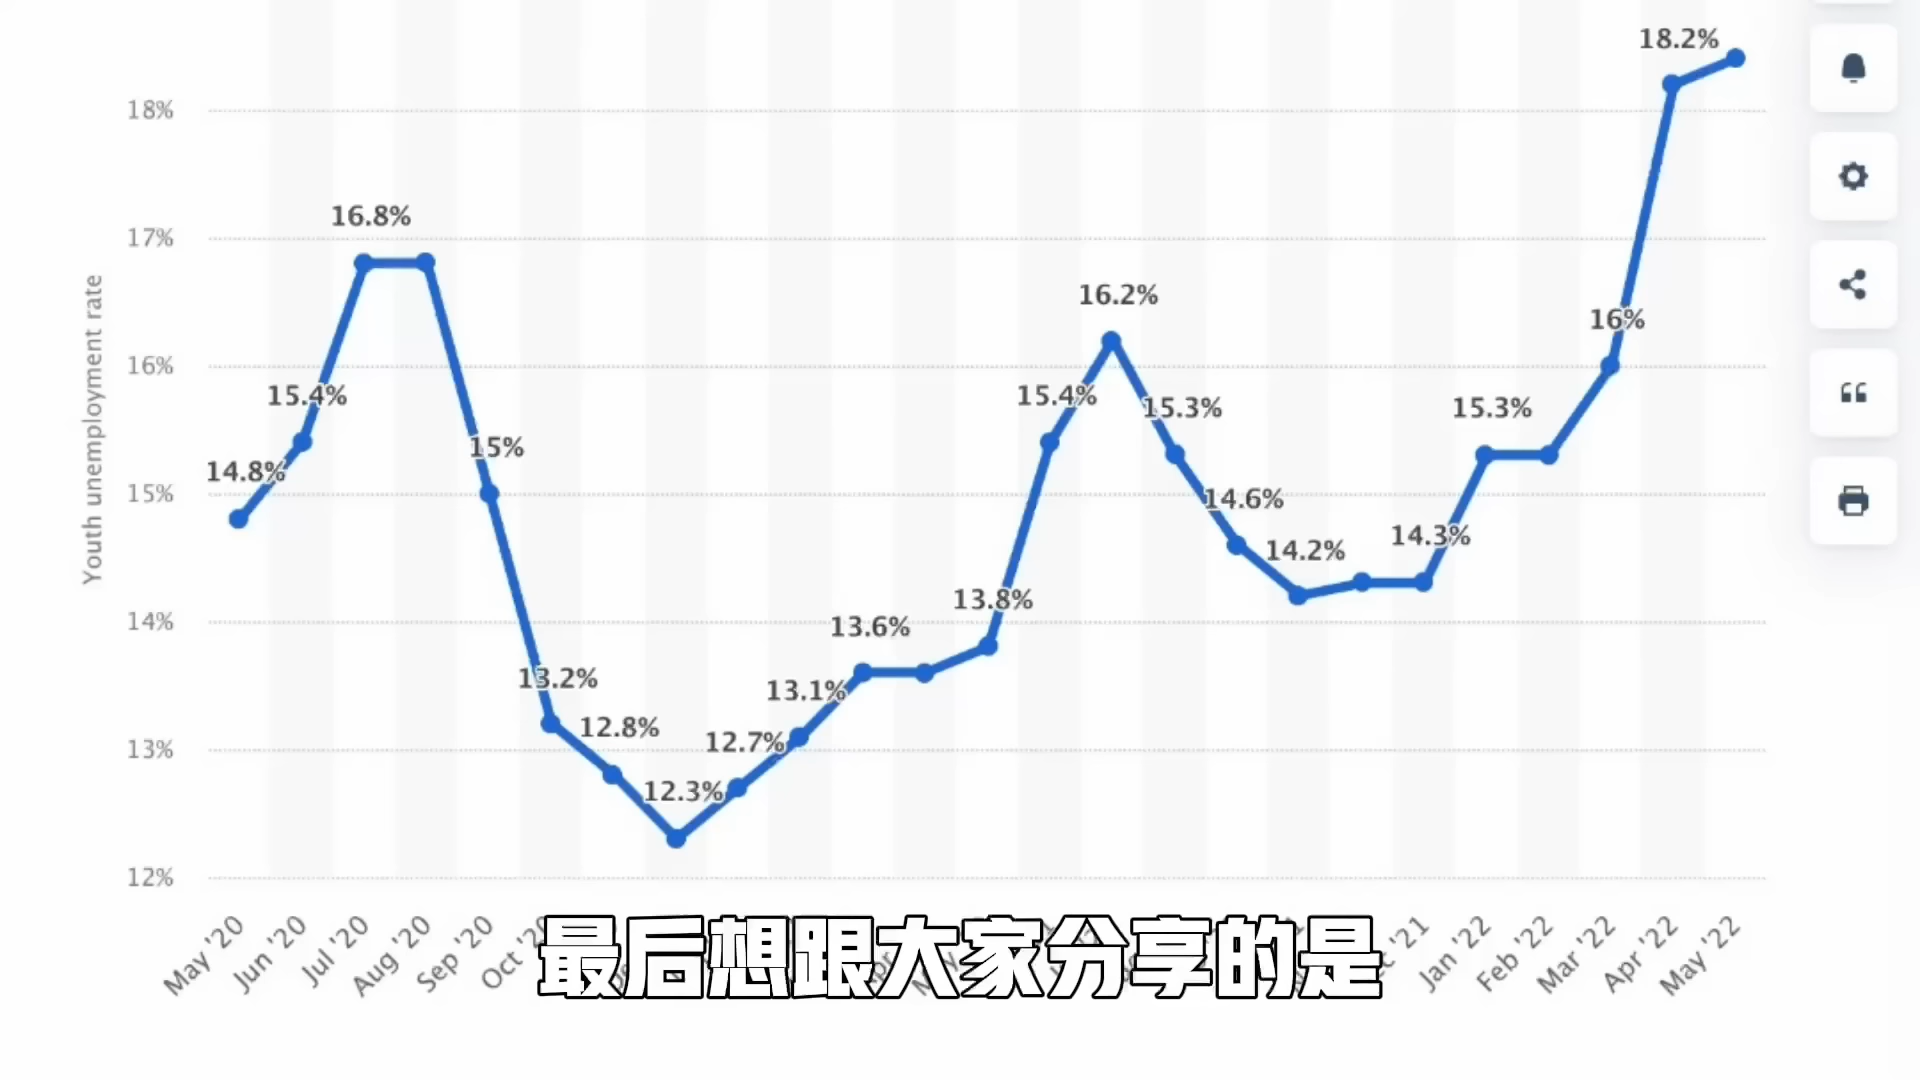 18.2%
18%
16.8%
17%
16.2%
16%
16%
15.4%
15.4%
15.3%
15.3%
15%
14.8%
15%
14.6%
14.2%
14.3%
13.8%
13.6%
14%
13.2%
13.1%
12.8%
12.7%
13%
12.3%
12%
Youth unemployment rate
May '20
Jun '20
Jul '20
Aug '20
Sep '20
Oct '20
Jan '22
Feb '22
Mar '22
Apr '22
May '22
最后想跟大家分享的是